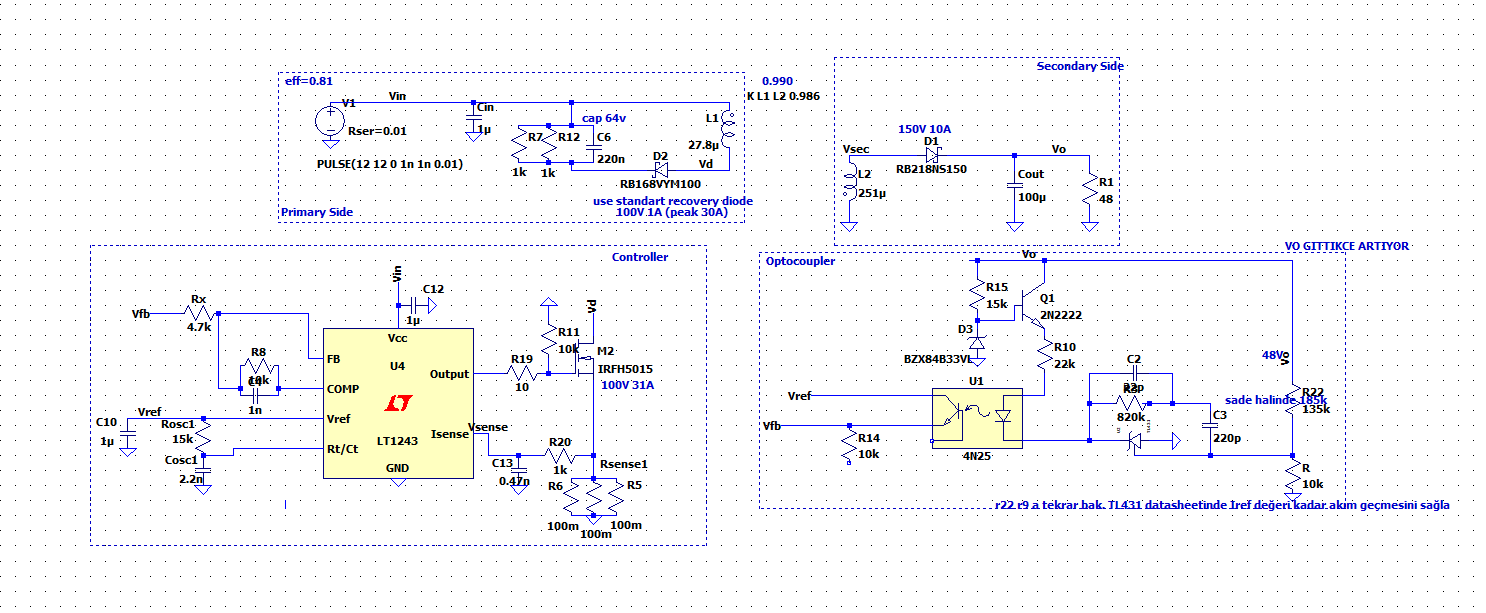 eff=0.81
V1
Vin
Rser=0.01
PULSE(12 12 0 1n 1n 0.01)
Cin
1µ
R7
R12
1k
1k
cap 64v
C6
220n
D2
RB168VYM100
Vd
L1
27.8µ
0.990
K L1 L2 0.986
use standart recovery diode
100V 1A (peak 30A)
Primary Side
Secondary Side
150V 10A
Vsec
D1
RB218NS150
Vo
L2
251µ
Cout
100µ
R1
48
Controller
Vin
C12
1µ
Vfb
Rx
4.7k
R8
10k
C4
1n
Vref
C10
1µ
Rosc1
15k
Cosc1
2.2n
Vcc
U4
FB
COMP
Vref
Rt/Ct
GND
Output
Isense
LT1243
R19
10
R11
10k
Vd
M2
IRFH5015
100V 31A
Vsense
C13
0.47n
R20
1k
Rsense1
R6
R5
100m
100m
100m
VO GITTIKCE ARTIYOR
Optocoupler
Vo
R15
15k
Q1
2N2222
D3
BZX84B33VL
R10
22k
Vref
Vfb
R14
10k
U1
4N25
C2
22p
820k
C3
220p
48V
Vo
R22
135k
sade halinde 185k
R
10k
r22 r9 a tekrar bak. TL431 datasheetinde Iref değeri kadar akım geçmesini sağla